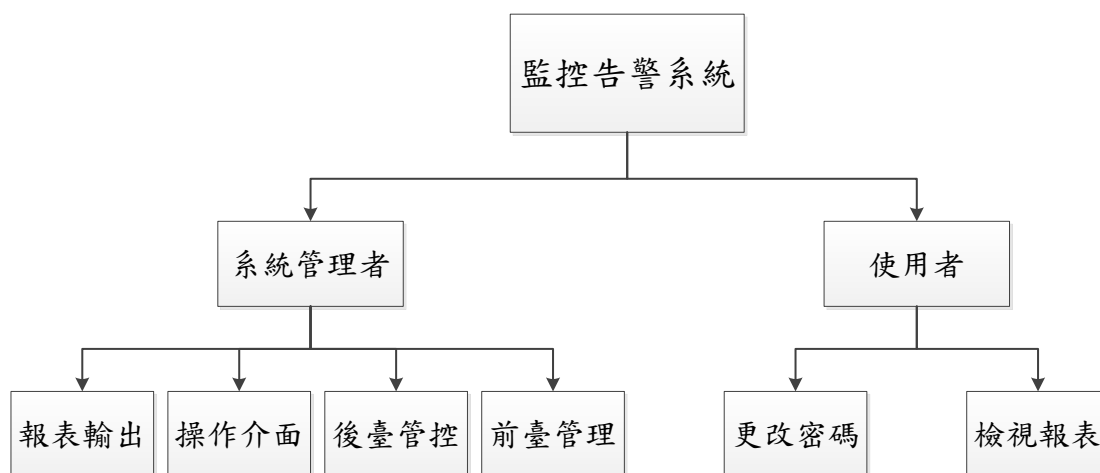 監控告警系統
系統管理者
使用者
報表輸出
操作介面
後臺管控
前臺管理
更改密碼
檢視報表